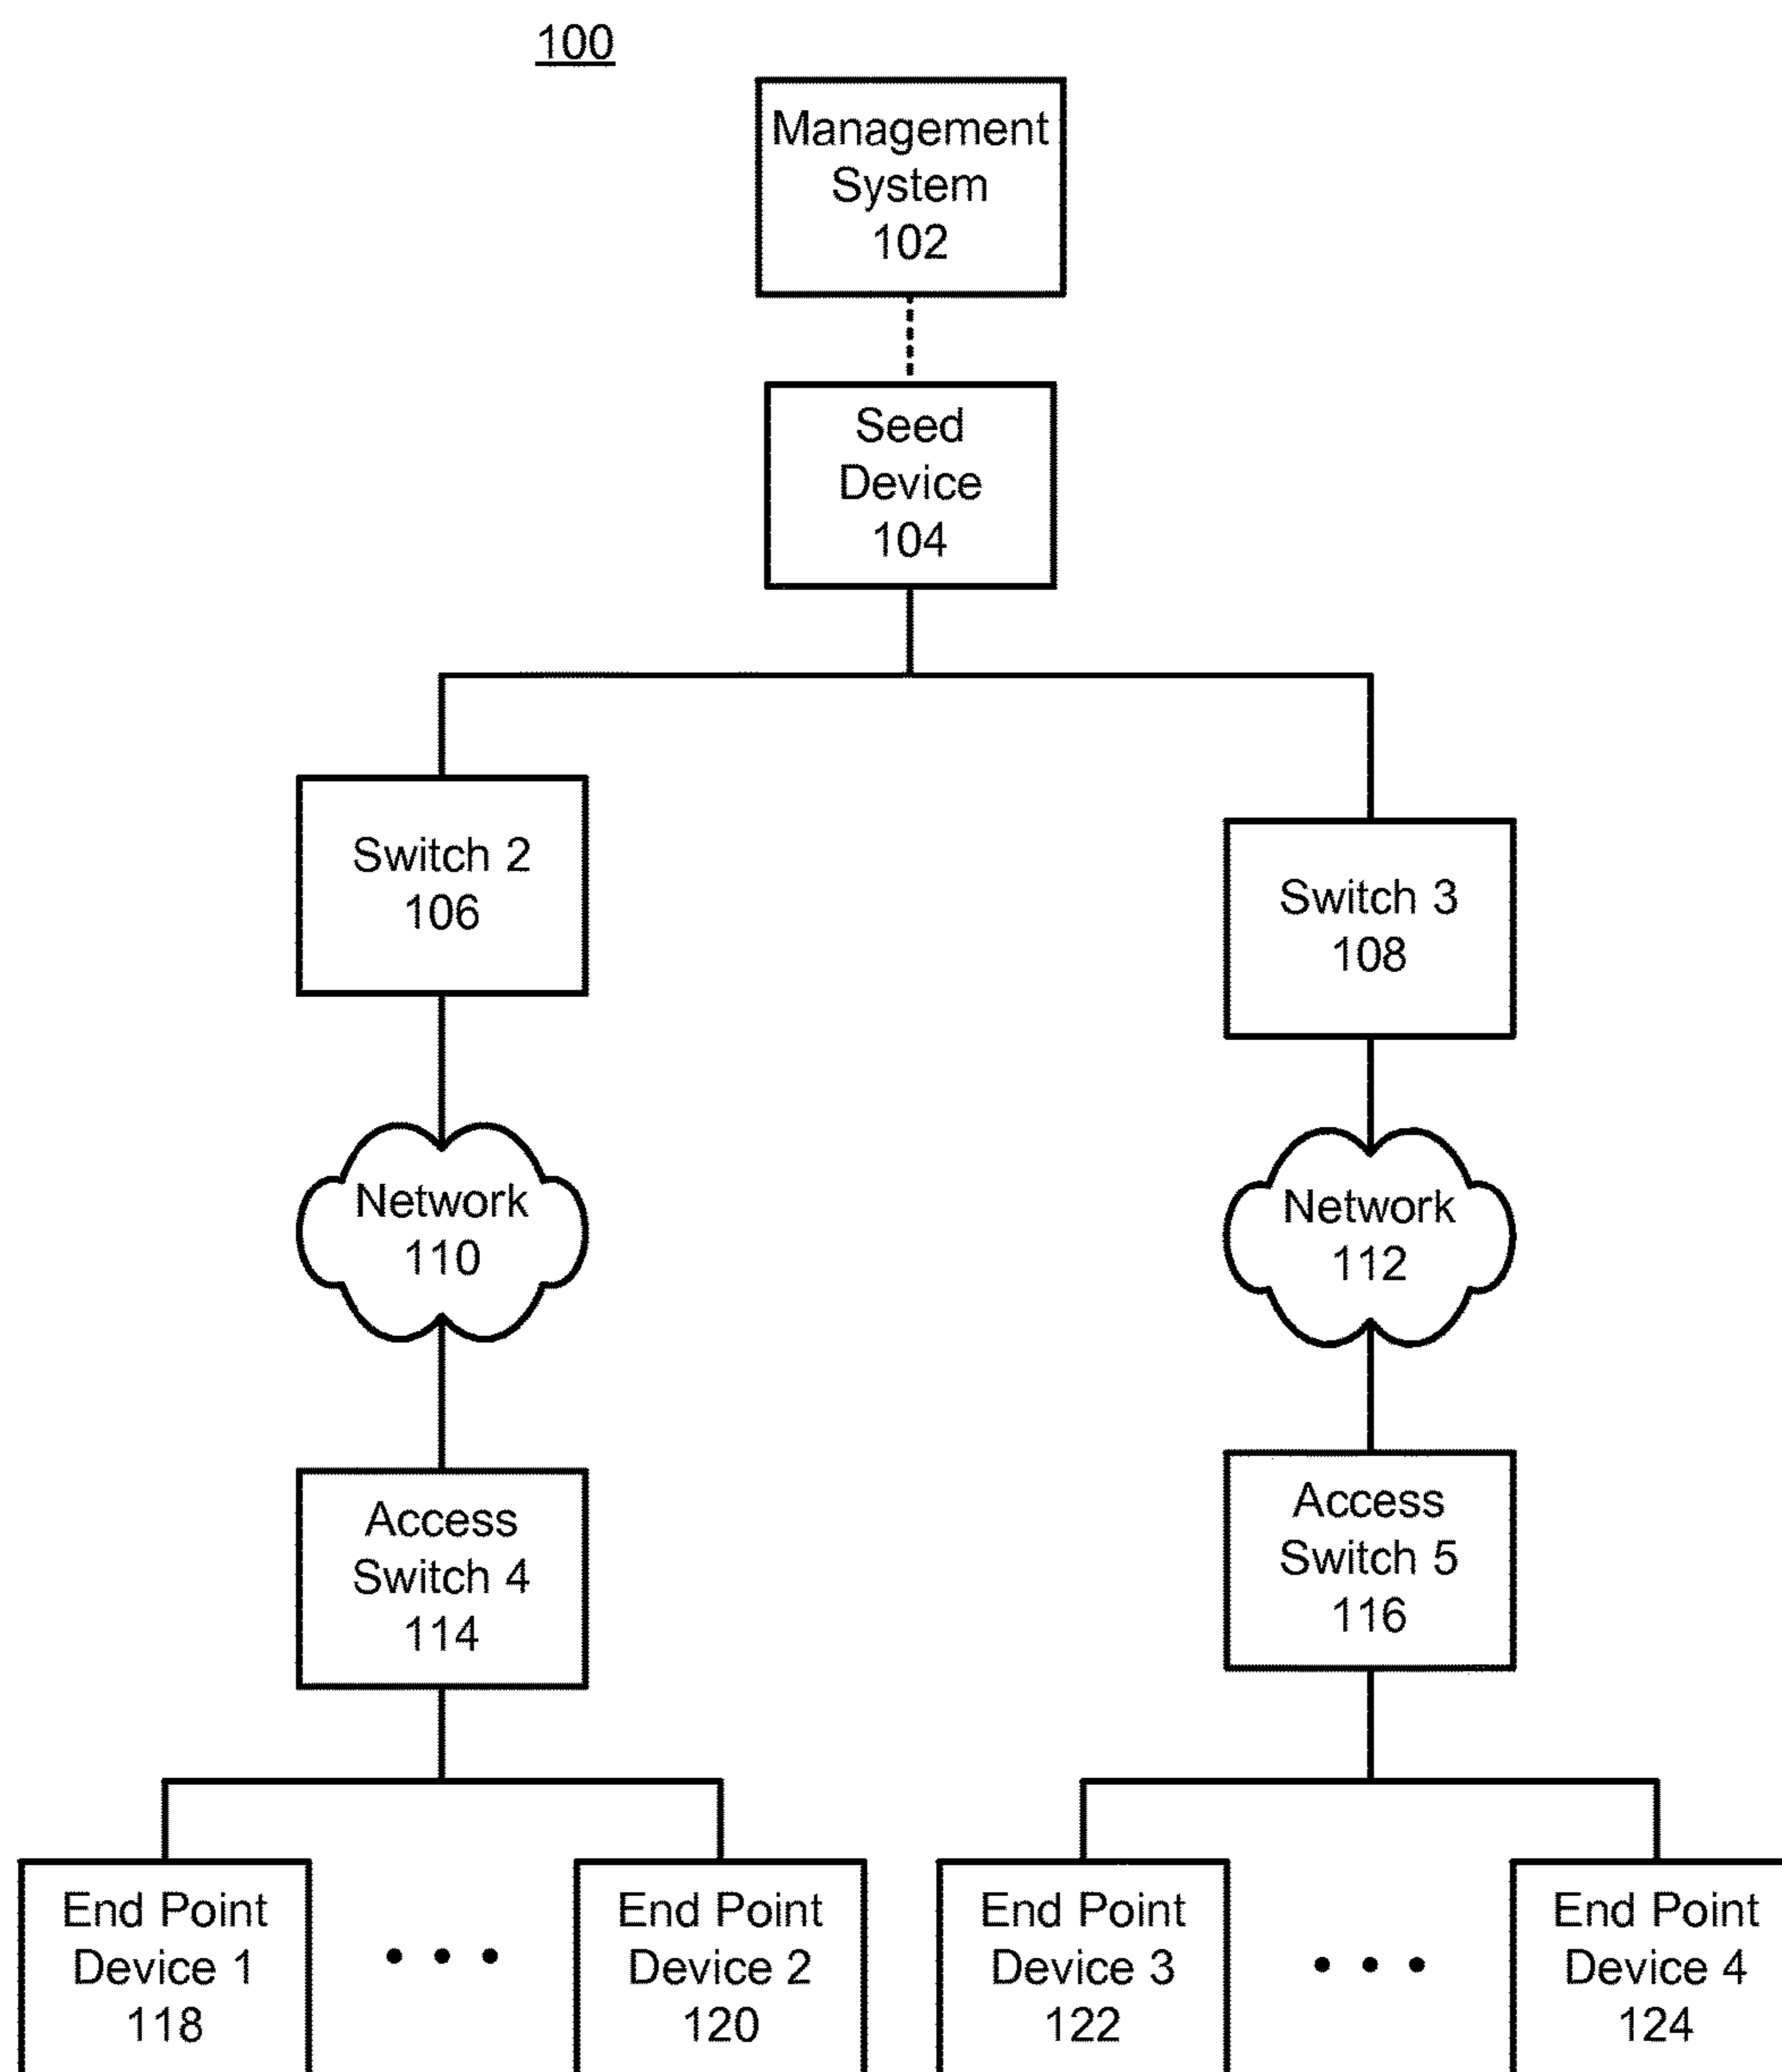 100
Management
System
102
Seed
Device
104
Switch 2
106
Switch 3
108
Network
110
Network
112
Access
Switch 4
114
Access
Switch 5
116
End Point
Device 1
118
End Point
Device 2
120
End Point
Device 3
122
End Point
Device 4
124